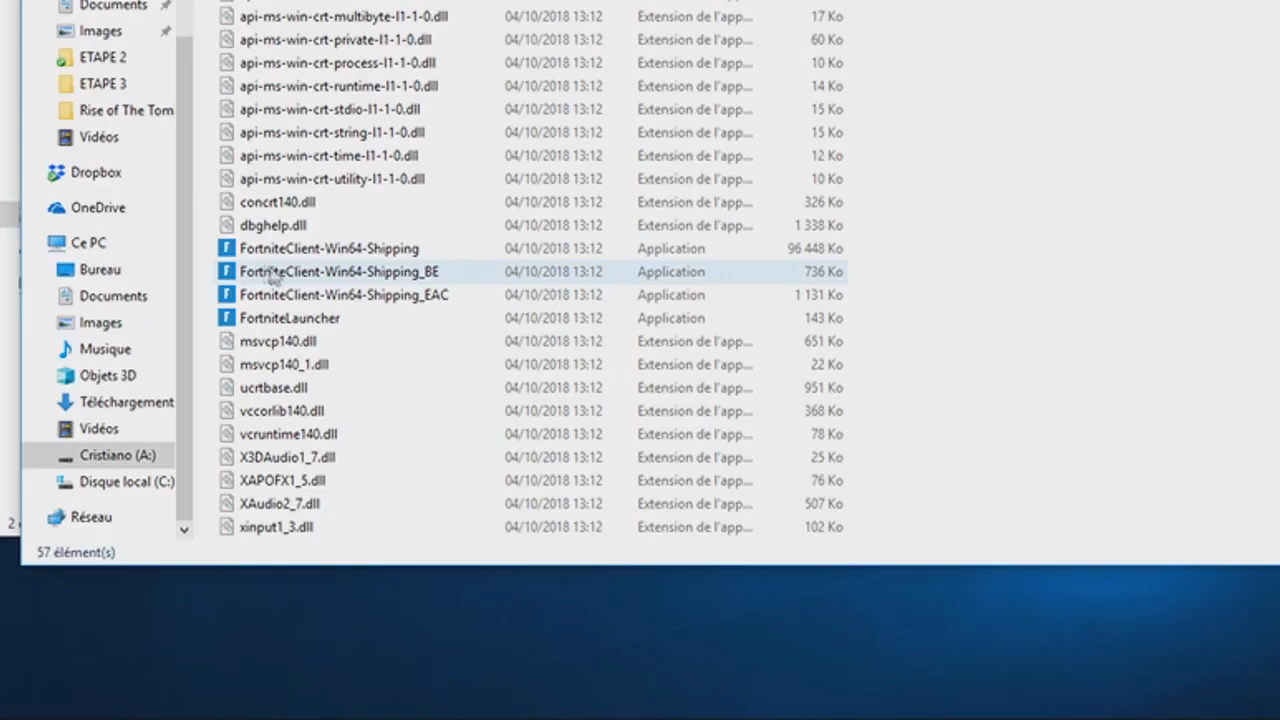 Documents
Images
ETAPE 2
ETAPE 3
Rise of The Tom
Vidéos
Dropbox
OneDrive
Ce PC
Bureau
Documents
Images
Musique
Objets 3D
Téléchargement
Vidéos
Cristiano (A:)
Disque local (C:)
Réseau
57 élément(s)
api-ms-win-crt-multibyte-l1-1-0.dll 04/10/2018 13:12 Extension de l'app... 17 Ko
api-ms-win-crt-private-l1-1-0.dll 04/10/2018 13:12 Extension de l'app... 60 Ko
api-ms-win-crt-process-l1-1-0.dll 04/10/2018 13:12 Extension de l'app... 10 Ko
api-ms-win-crt-runtime-l1-1-0.dll 04/10/2018 13:12 Extension de l'app... 14 Ko
api-ms-win-crt-stdio-l1-1-0.dll 04/10/2018 13:12 Extension de l'app... 15 Ko
api-ms-win-crt-string-l1-1-0.dll 04/10/2018 13:12 Extension de l'app... 15 Ko
api-ms-win-crt-time-l1-1-0.dll 04/10/2018 13:12 Extension de l'app... 12 Ko
api-ms-win-crt-utility-l1-1-0.dll 04/10/2018 13:12 Extension de l'app... 10 Ko
concrt140.dll 04/10/2018 13:12 Extension de l'app... 326 Ko
dbghelp.dll 04/10/2018 13:12 Extension de l'app... 1 338 Ko
FortniteClient-Win64-Shipping 04/10/2018 13:12 Application 96 448 Ko
FortniteClient-Win64-Shipping_BE 04/10/2018 13:12 Application 736 Ko
FortniteClient-Win64-Shipping_EAC 04/10/2018 13:12 Application 1 131 Ko
FortniteLauncher 04/10/2018 13:12 Application 143 Ko
msvcp140.dll 04/10/2018 13:12 Extension de l'app... 651 Ko
msvcp140_1.dll 04/10/2018 13:12 Extension de l'app... 22 Ko
ucrtbase.dll 04/10/2018 13:12 Extension de l'app... 951 Ko
vccorlib140.dll 04/10/2018 13:12 Extension de l'app... 368 Ko
vcruntime140.dll 04/10/2018 13:12 Extension de l'app... 78 Ko
X3DAudio1_7.dll 04/10/2018 13:12 Extension de l'app... 25 Ko
XAPOFX1_5.dll 04/10/2018 13:12 Extension de l'app... 76 Ko
XAudio2_7.dll 04/10/2018 13:12 Extension de l'app... 507 Ko
xinput1_3.dll 04/10/2018 13:12 Extension de l'app... 102 Ko